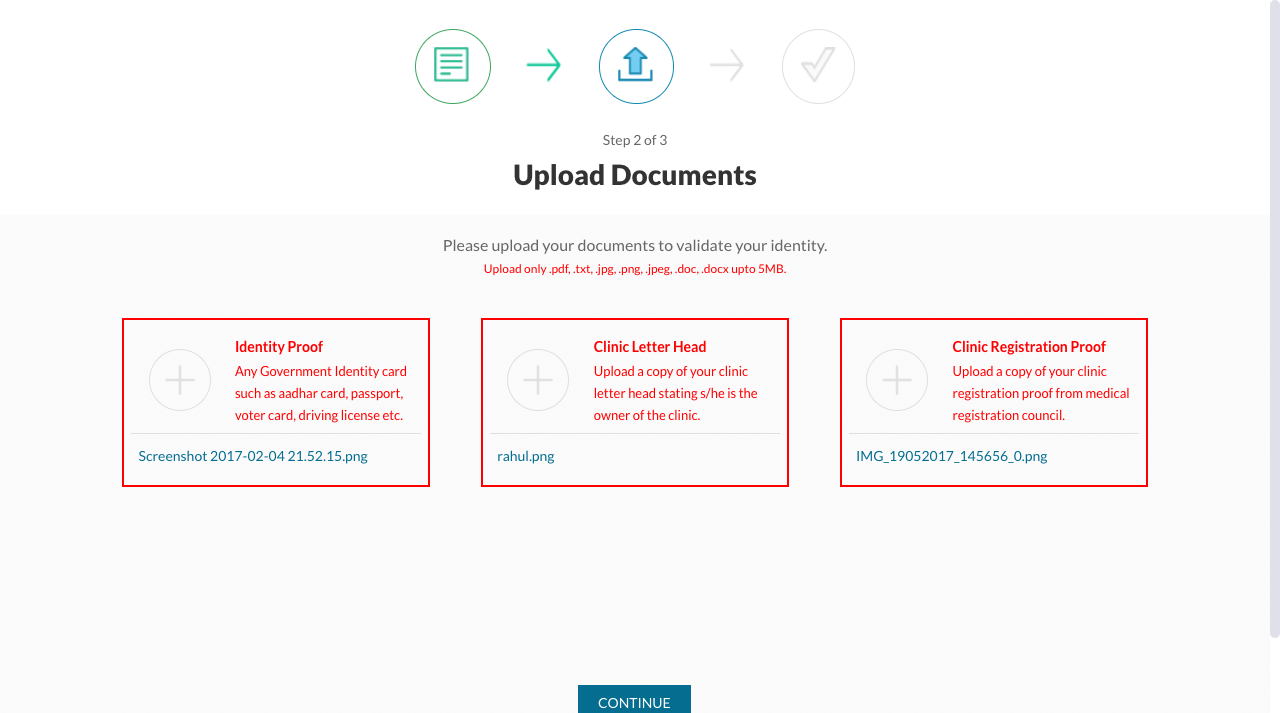 Step 2 of 3
Upload Documents
Please upload your documents to validate your identity.
Upload only .pdf, .txt, .jpg, .png, .jpeg, .doc, .docx upto 5MB.
Identity Proof
Any Government Identity card
such as aadhar card, passport,
voter card, driving license etc.
Screenshot 2017-02-04 21.52.15.png
Clinic Letter Head
Upload a copy of your clinic
letter head stating s/he is the
owner of the clinic.
rahul.png
Clinic Registration Proof
Upload a copy of your clinic
registration proof from medical
registration council.
IMG_19052017_145656_0.png
CONTINUE